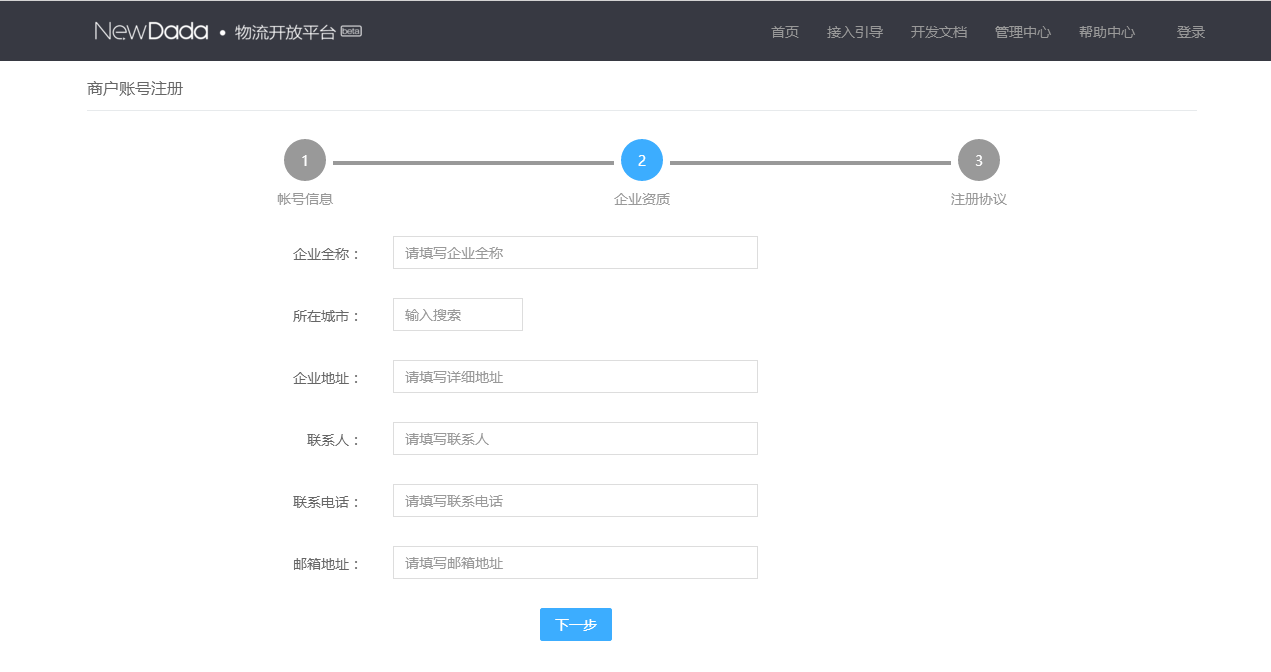 NewDada • 物流开放平台 beta 首页 接入引导 开发文档 管理中心 帮助中心 登录
商户账号注册
1 2 3
帐号信息 企业资质 注册协议
企业全称： 请填写企业全称
所在城市： 输入搜索
企业地址： 请填写详细地址
联系人： 请填写联系人
联系电话： 请填写联系电话
邮箱地址： 请填写邮箱地址
下一步